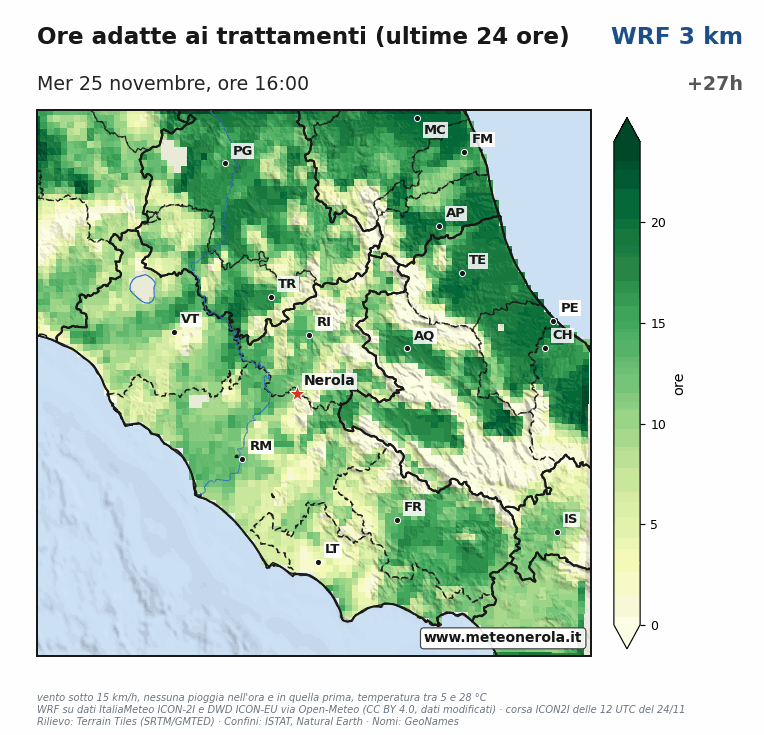 Ore adatte ai trattamenti (ultime 24 ore)
WRF 3 km
Mer 25 novembre, ore 16:00
+27h
MC
FM
PG
AP
TE
TR
PE
VT
RI
AQ
CH
Nerola
RM
FR
IS
LT
20
15
10
5
0
ore
www.meteonerola.it
vento sotto 15 km/h, nessuna pioggia nell'ora e in quella prima, temperatura tra 5 e 28 °C
WRF su dati ItaliaMeteo ICON-2I e DWD ICON-EU via Open-Meteo (CC BY 4.0, dati modificati) · corsa ICON2I delle 12 UTC del 24/11
Rilievo: Terrain Tiles (SRTM/GMTED) · Confini: ISTAT, Natural Earth · Nomi: GeoNames